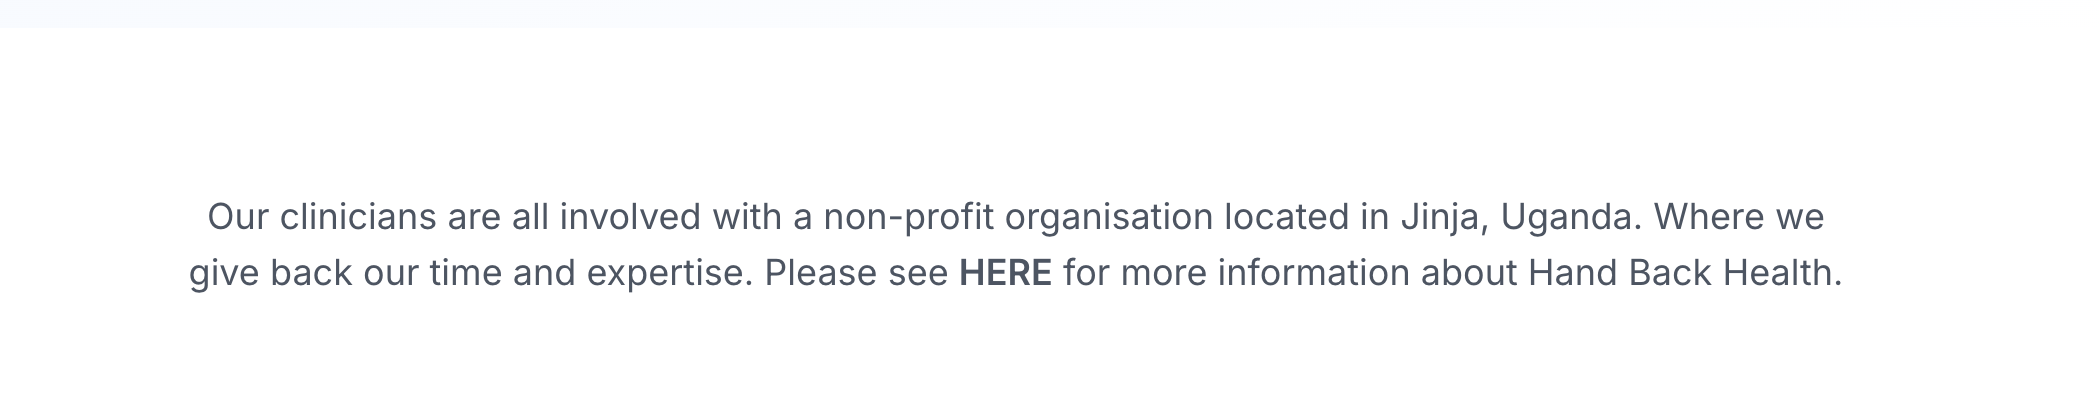 Our clinicians are all involved with a non-profit organisation located in Jinja, Uganda. Where we
give back our time and expertise. Please see HERE for more information about Hand Back Health.